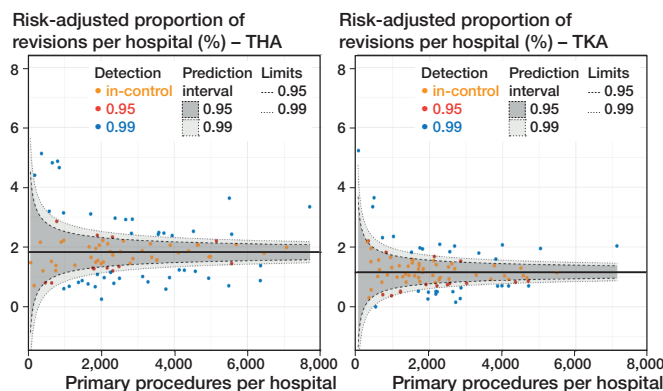 Risk-adjusted proportion of
revisions per hospital (%) – THA
8
6
4
2
0
0 2,000 4,000 6,000 8,000
Primary procedures per hospital
Detection
in-control
0.95
0.99
Prediction
interval
0.95
0.99
Limits
0.95
0.99
Risk-adjusted proportion of
revisions per hospital (%) – TKA
8
6
4
2
0
0 2,000 4,000 6,000 8,000
Primary procedures per hospital
Detection
in-control
0.95
0.99
Prediction
interval
0.95
0.99
Limits
0.95
0.99